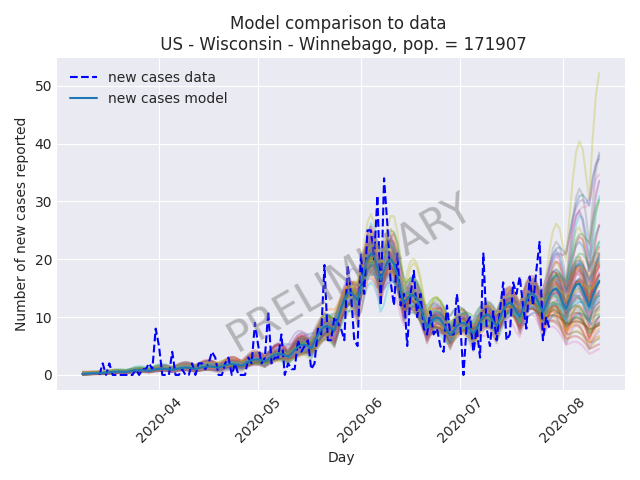 Model comparison to data
US - Wisconsin - Winnebago, pop. = 171907
new cases data
new cases model
PRELIMINARY
Number of new cases reported
50
40
30
20
10
0
2020-04
2020-05
2020-06
2020-07
2020-08
Day